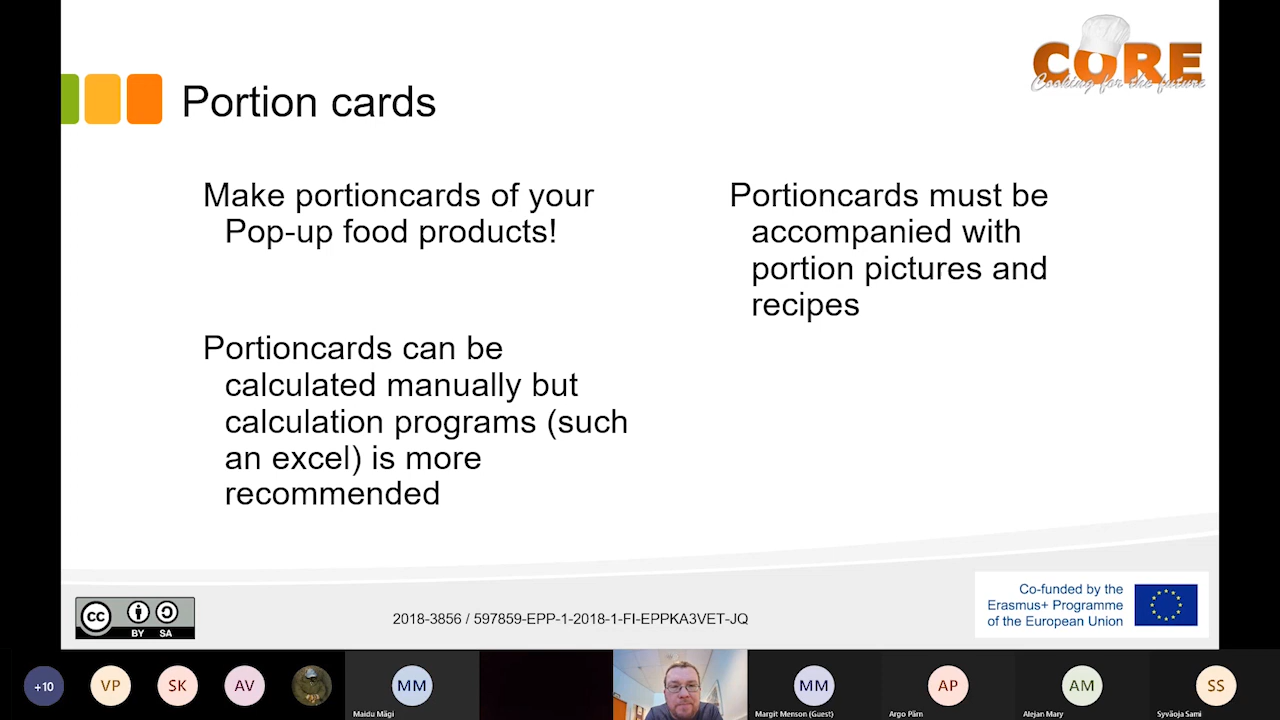 CORE
Cooking for the future
Portion cards
Make portioncards of your
Pop-up food products!
Portioncards can be
calculated manually but
calculation programs (such
an excel) is more
recommended
Portioncards must be
accompanied with
portion pictures and
recipes
cc
BY SA
2018-3856 / 597859-EPP-1-2018-1-FI-EPPKA3VET-JQ
Co-funded by the
Erasmus+ Programme
of the European Union
+10
VP
SK
AV
MM
Maidu Mägi
MM
Margit Menson (Guest)
AP
Argo Pärn
AM
Alejan Mary
SS
Syväoja Sami